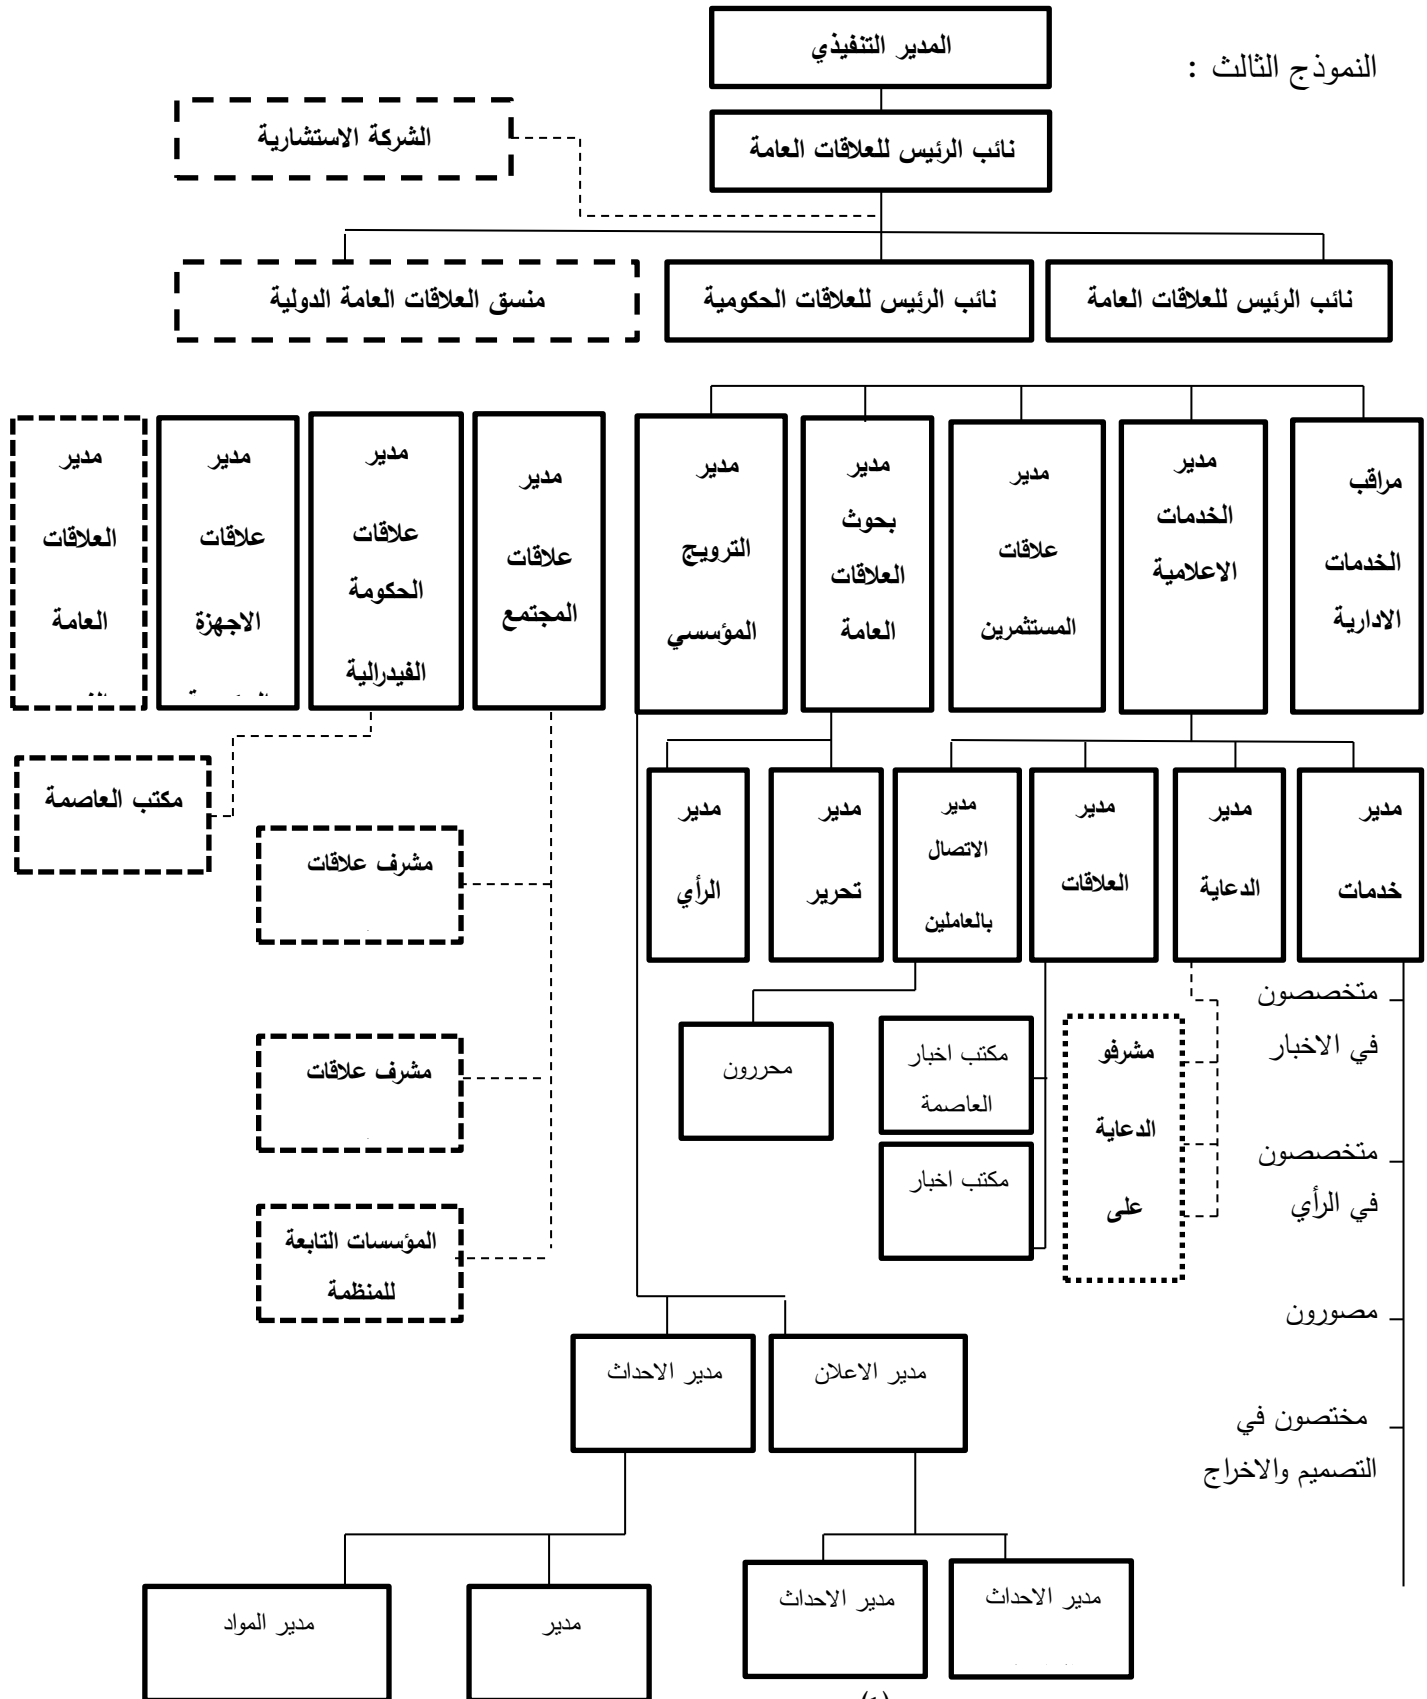 النموذج الثالث :
المدير التنفيذي
نائب الرئيس للعلاقات العامة
الشركة الاستشارية
نائب الرئيس للعلاقات العامة
نائب الرئيس للعلاقات الحكومية
منسق العلاقات العامة الدولية
مراقب
الخدمات
الادارية
مدير
الخدمات
الاعلامية
مدير
علاقات
المستثمرين
مدير
بحوث
العلاقات
العامة
مدير
الترويج
المؤسسي
مدير
علاقات
المجتمع
مدير
علاقات
الحكومة
الفيدرالية
مدير
علاقات
الاجهزة
مدير
العلاقات
العامة
مدير
خدمات
مدير
الدعاية
مدير
العلاقات
مدير
الاتصال
بالعاملين
مدير
تحرير
مدير
الرأي
مكتب العاصمة
مشرف علاقات
مشرف علاقات
المؤسسات التابعة
للمنظمة
متخصصون
في الاخبار
متخصصون
في الرأي
مصورون
مختصون في
التصميم والاخراج
مشرفو
الدعاية
على
مكتب اخبار
العاصمة
مكتب اخبار
محررون
مدير الاعلان
مدير الاحداث
مدير الاحداث
مدير الاحداث
مدير
مدير المواد